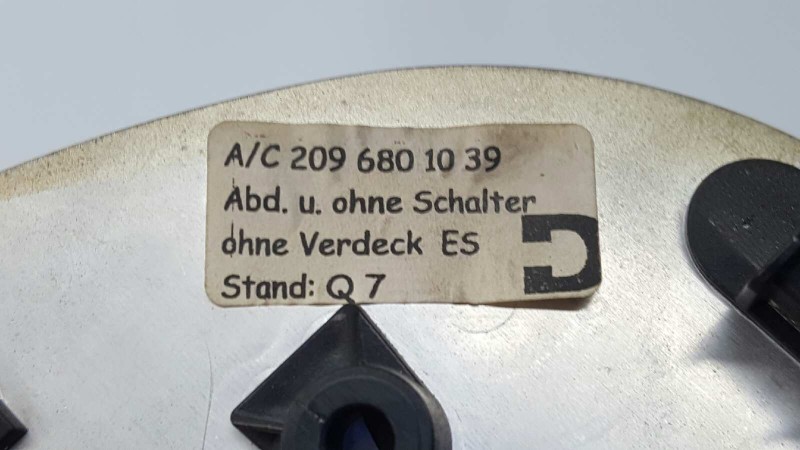 A/C 209 680 10 39
Abd. u. ohne Schalter
ohne Verdeck ES
Stand: Q 7